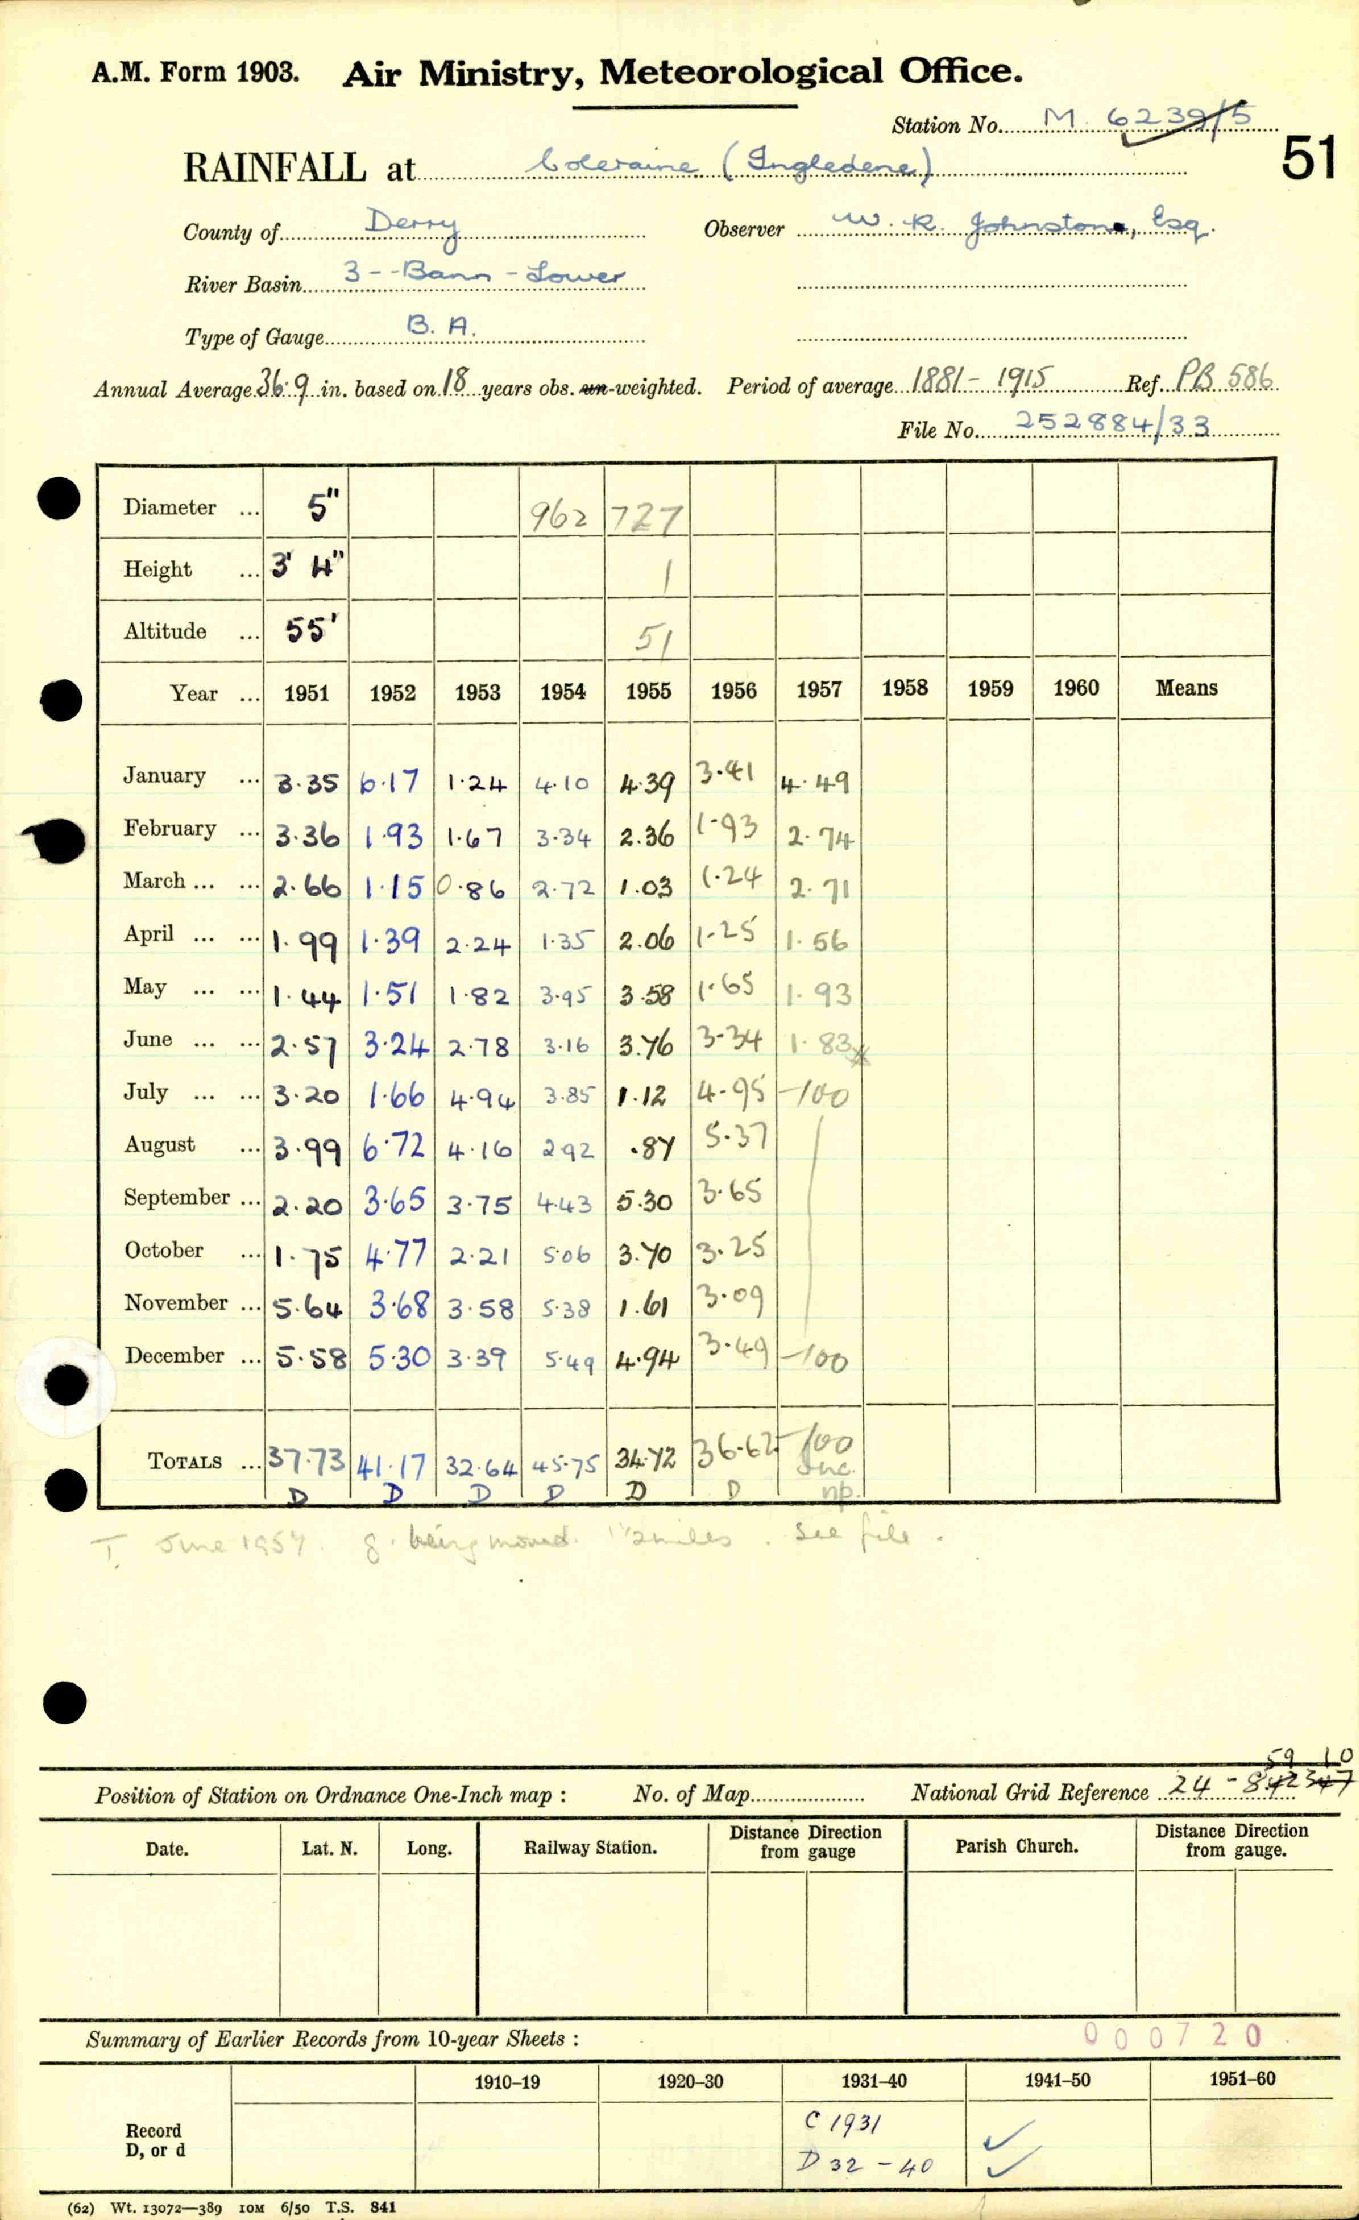 A.M. Form 1903. Air Ministry, Meteorological Office.
Station No. M. 6239/5
51
RAINFALL at Coleraine (Ingledene)
County of Derry Observer W. R. Johnstone, Esq.
River Basin 3 - Bann - Lower
Type of Gauge B. A.
Annual Average 36.9 in. based on 18 years obs. un-weighted. Period of average 1881 - 1915 Ref. PB 586
File No. 252884/33
Diameter ... 5" 962 727
Height ... 3' 4" 1
Altitude ... 55' 51
Year ... 1951 1952 1953 1954 1955 1956 1957 1958 1959 1960 Means
January ... 3.35 6.17 1.24 4.10 4.39 3.41 4.49
February ... 3.36 1.93 1.67 3.34 2.36 1.93 2.74
March ... ... 2.66 1.15 0.86 2.72 1.03 1.24 2.71
April ... ... 1.99 1.39 2.24 1.35 2.06 1.25 1.56
May ... ... 1.44 1.51 1.82 3.95 3.58 1.65 1.93
June ... ... 2.57 3.24 2.78 3.16 3.76 3.34 1.83
July ... ... 3.20 1.66 4.94 3.85 1.12 4.95 -100
August ... 3.99 6.72 4.16 2.92 .87 5.37
September ... 2.20 3.65 3.75 4.43 5.30 3.65
October ... 1.75 4.77 2.21 5.06 3.70 3.25
November ... 5.64 3.68 3.58 5.38 1.61 3.09
December ... 5.58 5.30 3.39 5.49 4.94 3.49 -100
TOTALS ... 37.73 41.17 32.64 45.75 34.72 36.62 -100 Inc.
D D D D D D np.
T. June 1957. g. being moved. 1 1/2 miles. see file.
59 10
Position of Station on Ordnance One-Inch map : No. of Map National Grid Reference 24 - 842347
Date. Lat. N. Long. Railway Station. Distance from gauge Direction Parish Church. Distance from gauge. Direction
Summary of Earlier Records from 10-year Sheets :
000720
1910–19 1920–30 1931–40 1941–50 1951–60
Record D, or d C 1931
D 32 - 40
(62) Wt. 13072—389 10M 6/50 T.S. 841